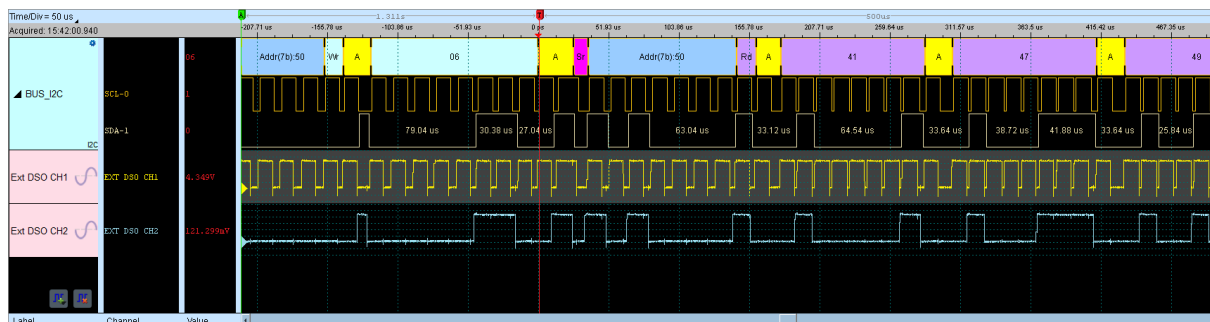 Time/Div= 50 us
A 1.311s T 500us
Acquired: 15:42:00.940
-207.71 us -155.78 us -103.86 us -51.93 us 0 ps 51.93 us 103.86 us 155.78 us 207.71 us 259.64 us 311.57 us 363.5 us 415.42 us 467.35 us
06 Addr(7b):50 Wr A 06 A Sr Addr(7b):50 Rd A 41 A 47 A 49
BUS_I2C SCL-0 1
SDA-1 0 79.04 us 30.38 us 27.04 us 63.04 us 33.12 us 64.54 us 33.64 us 38.72 us 41.88 us 33.64 us 25.84 us
I2C
Ext DSO CH1 EXT DSO CH1 4.349V
Ext DSO CH2 EXT DSO CH2 121.299mV
Label Channel Value